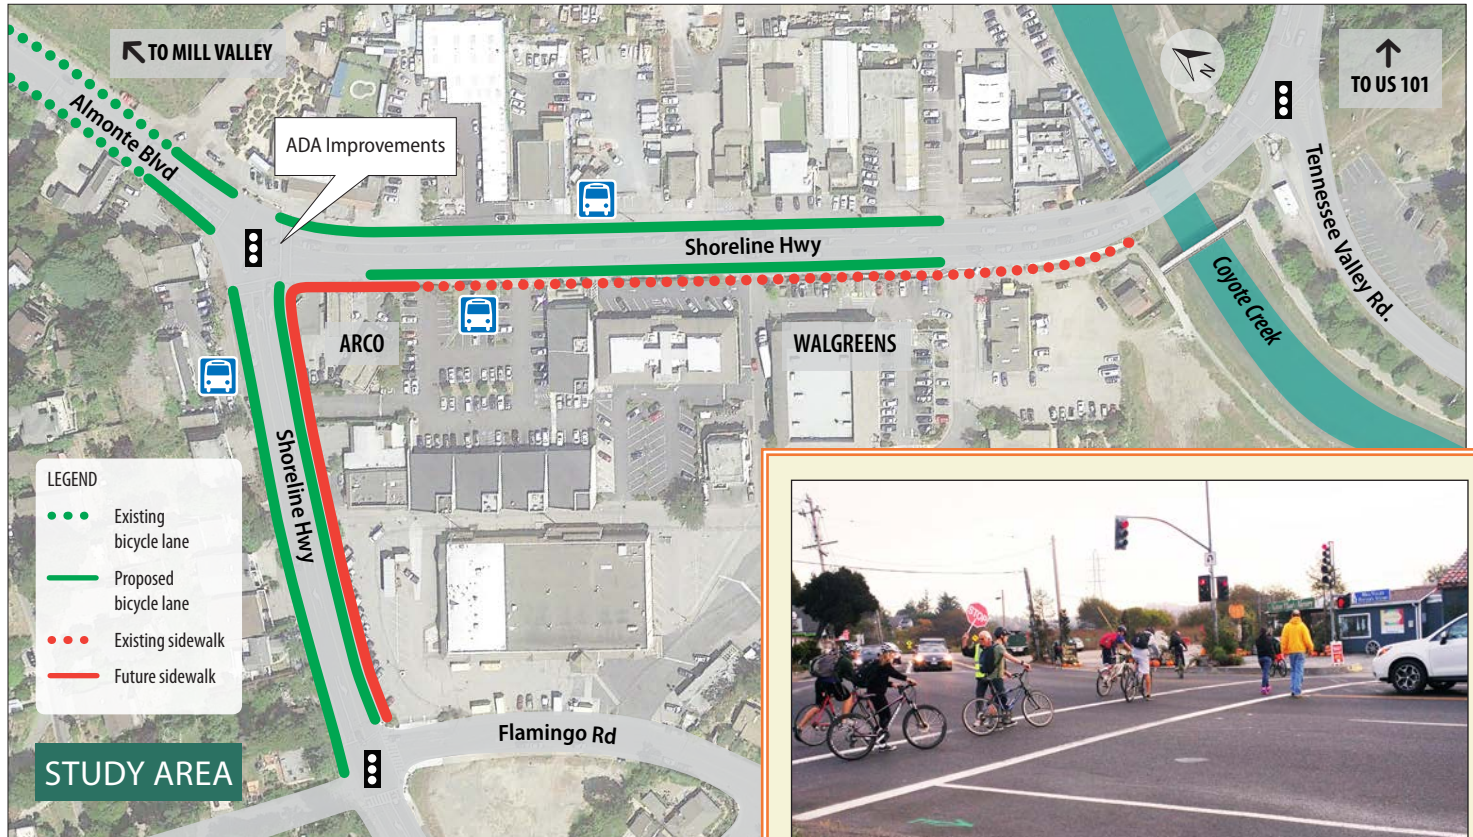 TO MILL VALLEY
N
TO US 101
Almonte Blvd
ADA Improvements
Shoreline Hwy
Tennessee Valley Rd.
Coyote Creek
ARCO
WALGREENS
Shoreline Hwy
LEGEND
Existing
bicycle lane
Proposed
bicycle lane
Existing sidewalk
Future sidewalk
Flamingo Rd
STUDY AREA
STOP